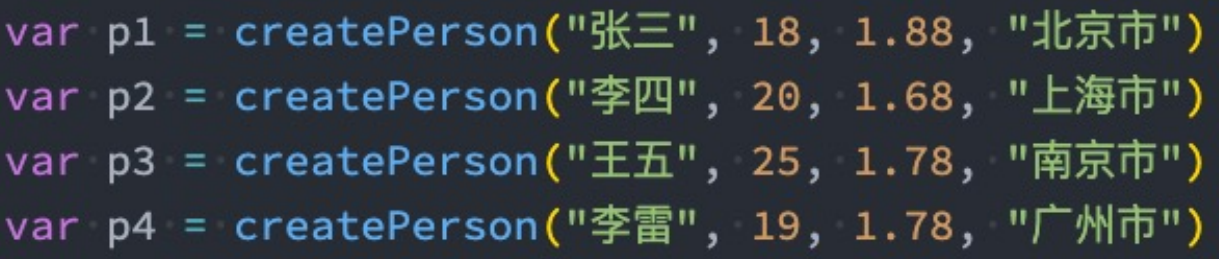 var p1 = createPerson("张三", 18, 1.88, "北京市")
var p2 = createPerson("李四", 20, 1.68, "上海市")
var p3 = createPerson("王五", 25, 1.78, "南京市")
var p4 = createPerson("李雷", 19, 1.78, "广州市")